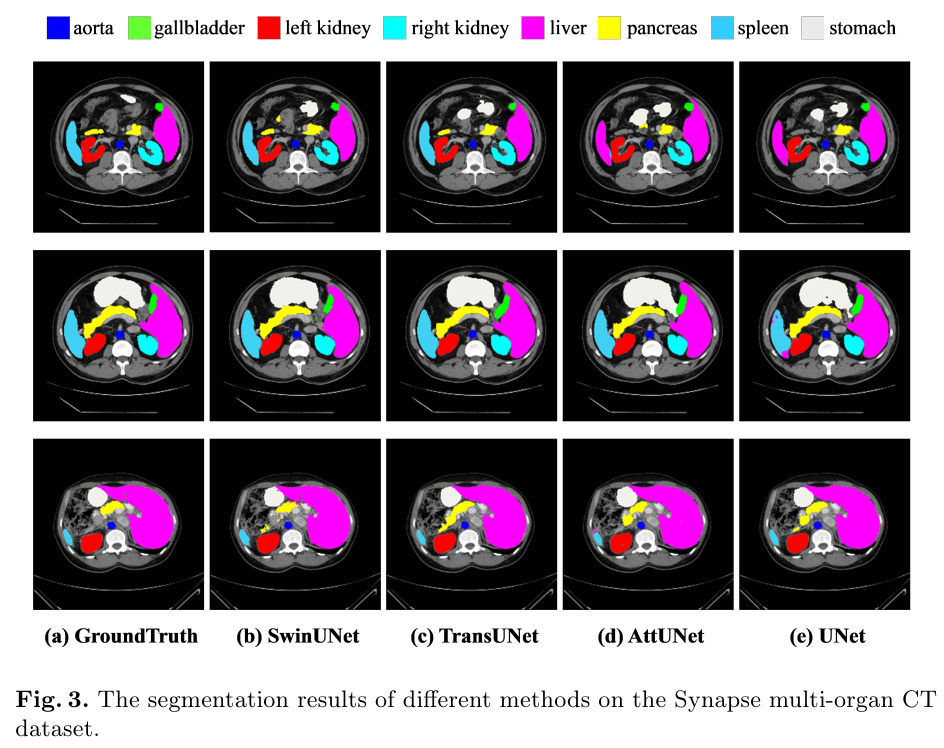 aorta gallbladder left kidney right kidney liver pancreas spleen stomach
(a) GroundTruth (b) SwinUNet (c) TransUNet (d) AttUNet (e) UNet
Fig. 3. The segmentation results of different methods on the Synapse multi-organ CT
dataset.